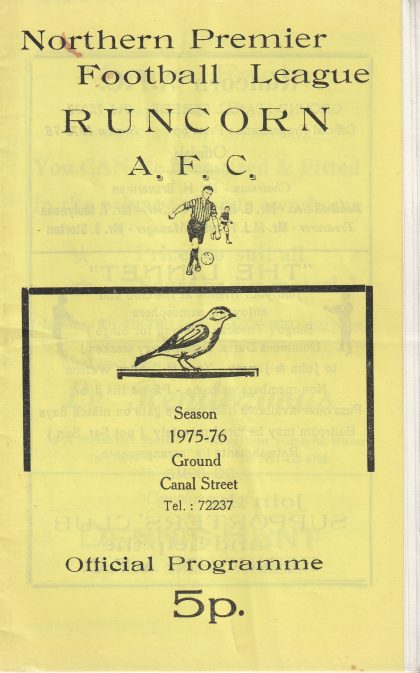 Northern Premier
Football League
RUNCORN
A. F. C.
Season
1975-76
Ground
Canal Street
Tel. : 72237
Official Programme
5p.